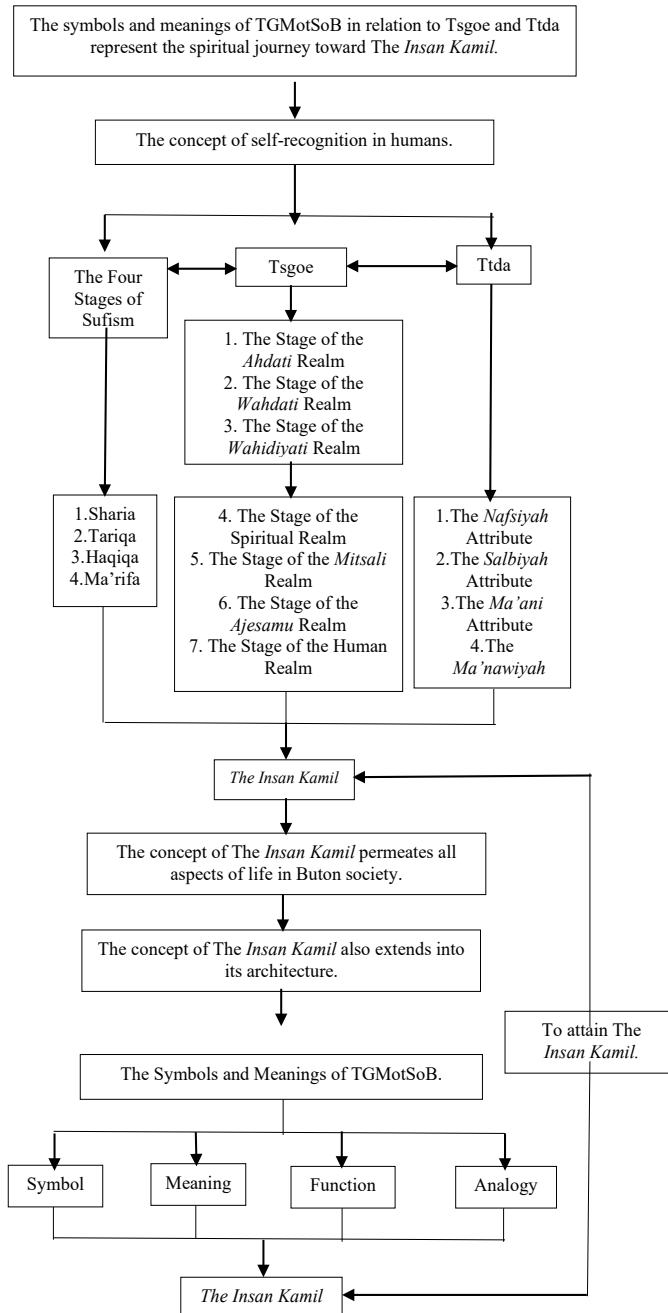 The symbols and meanings of TGMotSoB in relation to Tsgoe and Ttda
represent the spiritual journey toward The Insan Kamil.
The concept of self-recognition in humans.
The Four
Stages of
Sufism
Tsgoe
Ttda
1. The Stage of the
Ahdati Realm
2. The Stage of the
Wahdati Realm
3. The Stage of the
Wahidiyati Realm
1.Sharia
2.Tariqa
3.Haqiqa
4.Ma’rifa
4. The Stage of the
Spiritual Realm
5. The Stage of the Mitsali
Realm
6. The Stage of the
Ajesamu Realm
7. The Stage of the Human
Realm
1.The Nafsiyah
Attribute
2.The Salbiyah
Attribute
3.The Ma’ani
Attribute
4.The
Ma’nawiyah
The Insan Kamil
The concept of The Insan Kamil permeates all
aspects of life in Buton society.
The concept of The Insan Kamil also extends into
its architecture.
To attain The
Insan Kamil.
The Symbols and Meanings of TGMotSoB.
Symbol
Meaning
Function
Analogy
The Insan Kamil